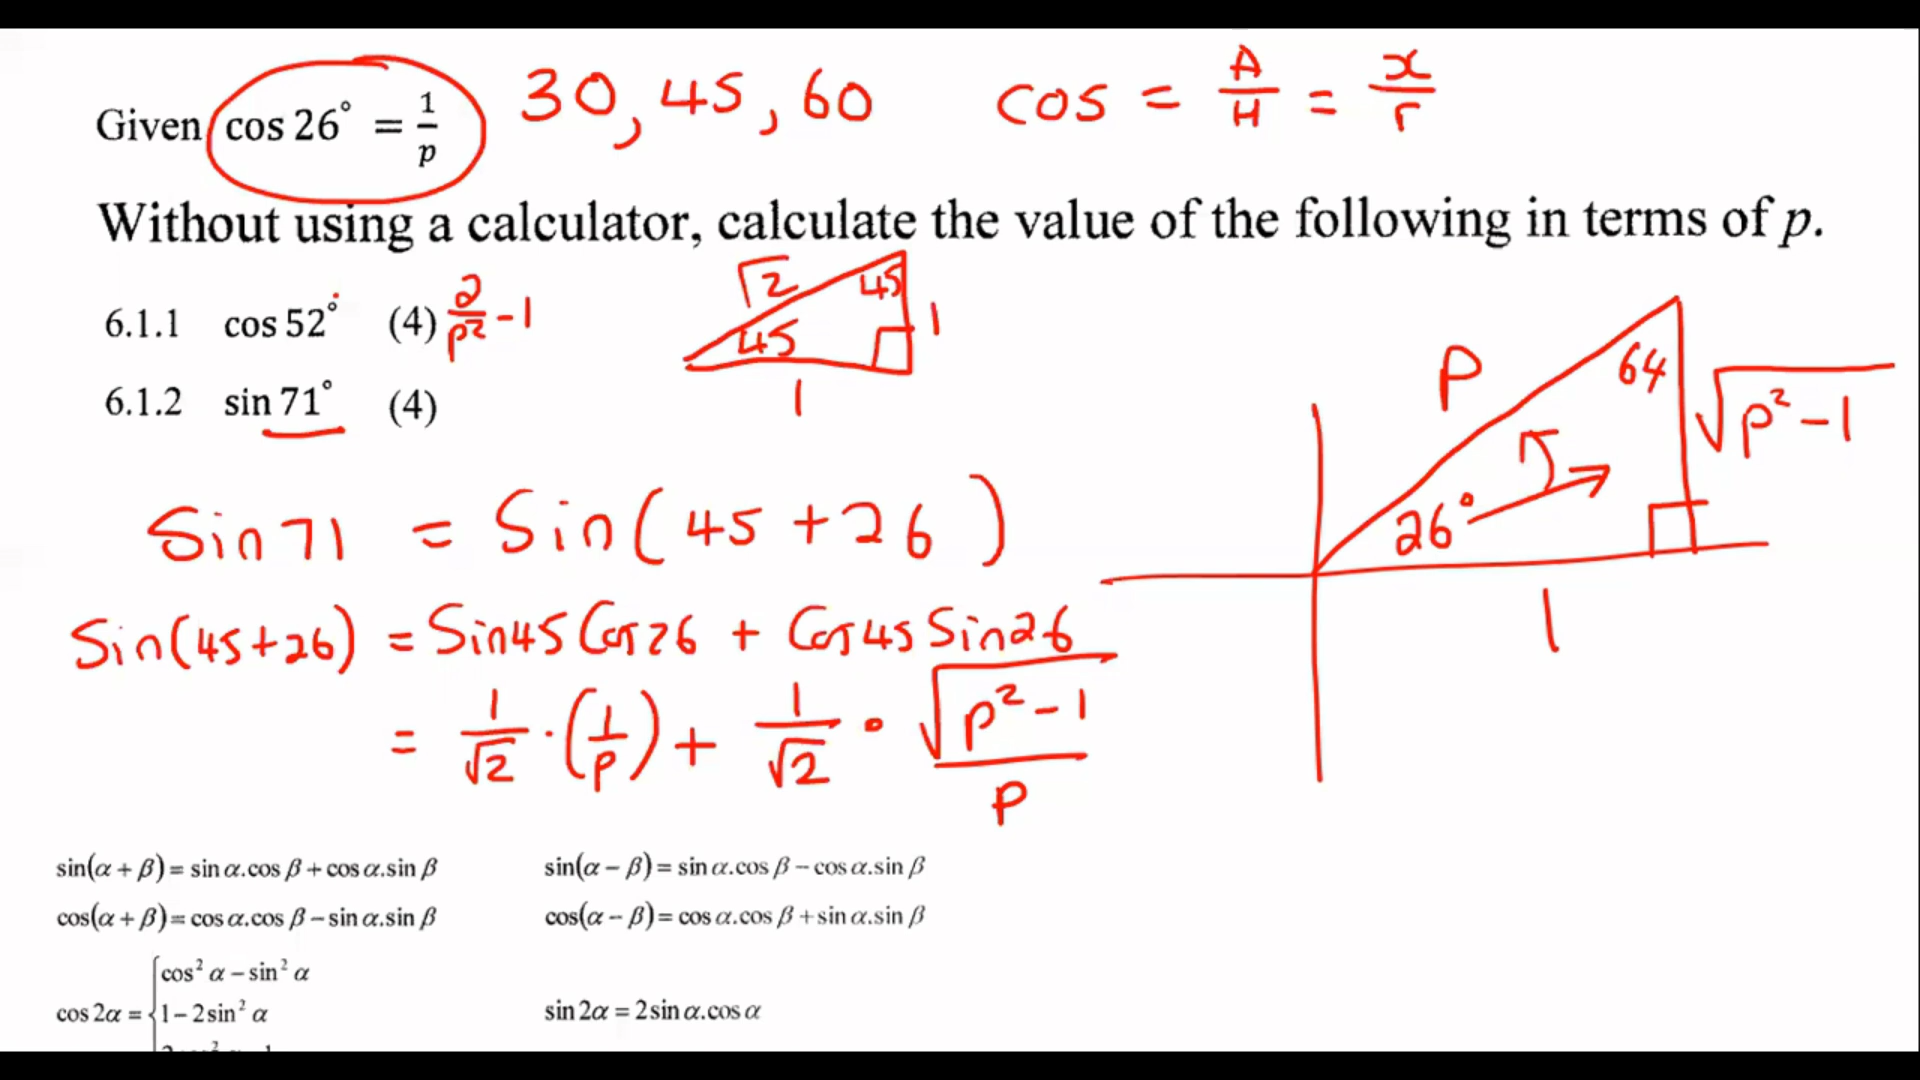 Given cos 26° = 1/p
30, 45, 60
cos = A/H = x/r
Without using a calculator, calculate the value of the following in terms of p.
6.1.1 cos 52° (4) 2/p² - 1
6.1.2 sin 71° (4)
√2
45
45
1
1
P
64
√(p² - 1)
26°
1
Sin 71 = Sin( 45 + 26 )
Sin(45+26) = Sin45 Cos26 + Cos45 Sin26
= 1/√2 · (1/p) + 1/√2 · √(p² - 1)/p
sin(α + β) = sin α.cos β + cos α.sin β
sin(α − β) = sin α.cos β − cos α.sin β
cos(α + β) = cos α.cos β − sin α.sin β
cos(α − β) = cos α.cos β + sin α.sin β
cos 2α = { cos² α − sin² α
1 − 2 sin² α
sin 2α = 2 sin α.cos α